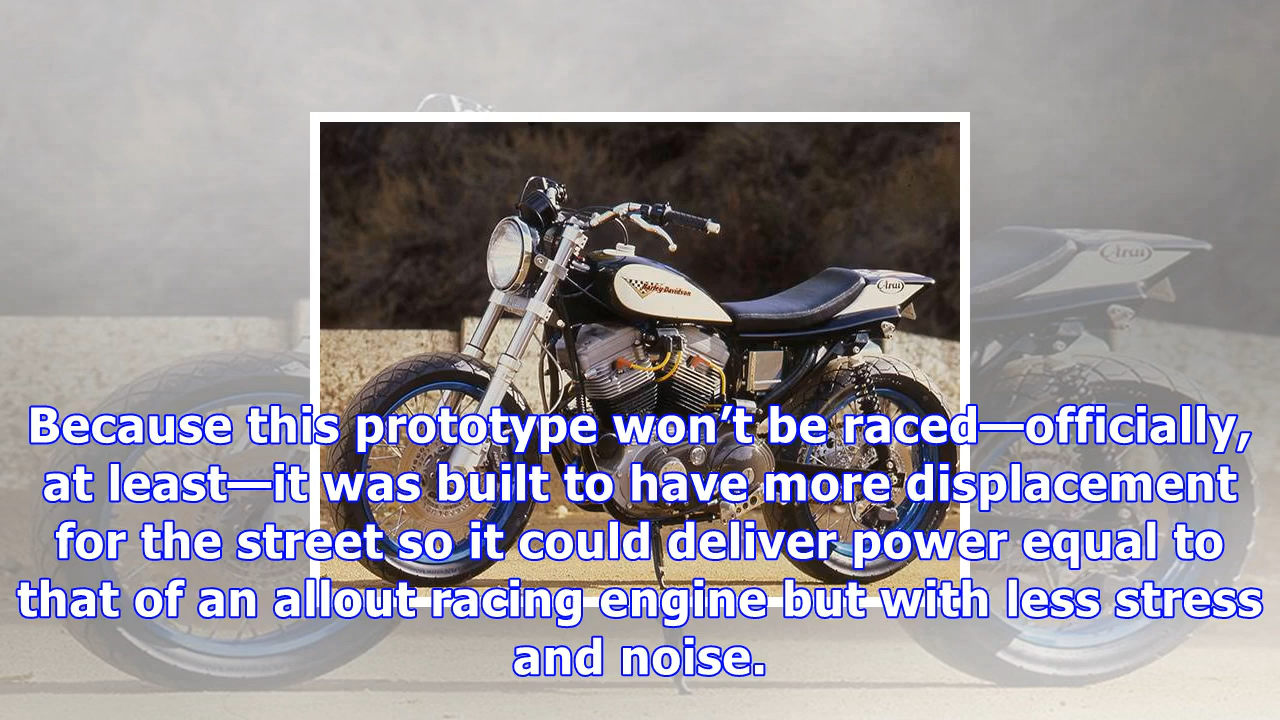 Arai
Harley-Davidson
Arai
Because this prototype won’t be raced—officially,
at least—it was built to have more displacement
for the street so it could deliver power equal to
that of an allout racing engine but with less stress
and noise.